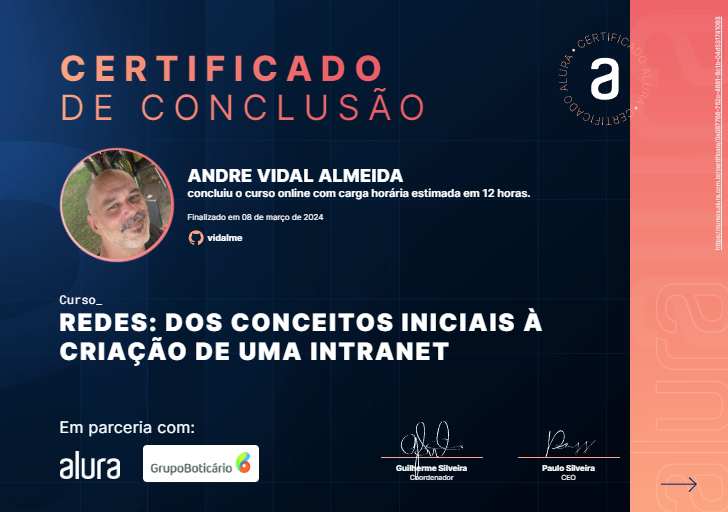 CERTIFICADO
DE CONCLUSÃO
• CERTIFICADO ALURA • CERTIFICADO ALURA
a
ANDRE VIDAL ALMEIDA
concluiu o curso online com carga horária estimada em 12 horas.
Finalizado em 08 de março de 2024
vidalme
Curso_
REDES: DOS CONCEITOS INICIAIS À
CRIAÇÃO DE UMA INTRANET
Em parceria com:
alura
GrupoBoticário
Guilherme Silveira
Coordenador
Paulo Silveira
CEO
alura